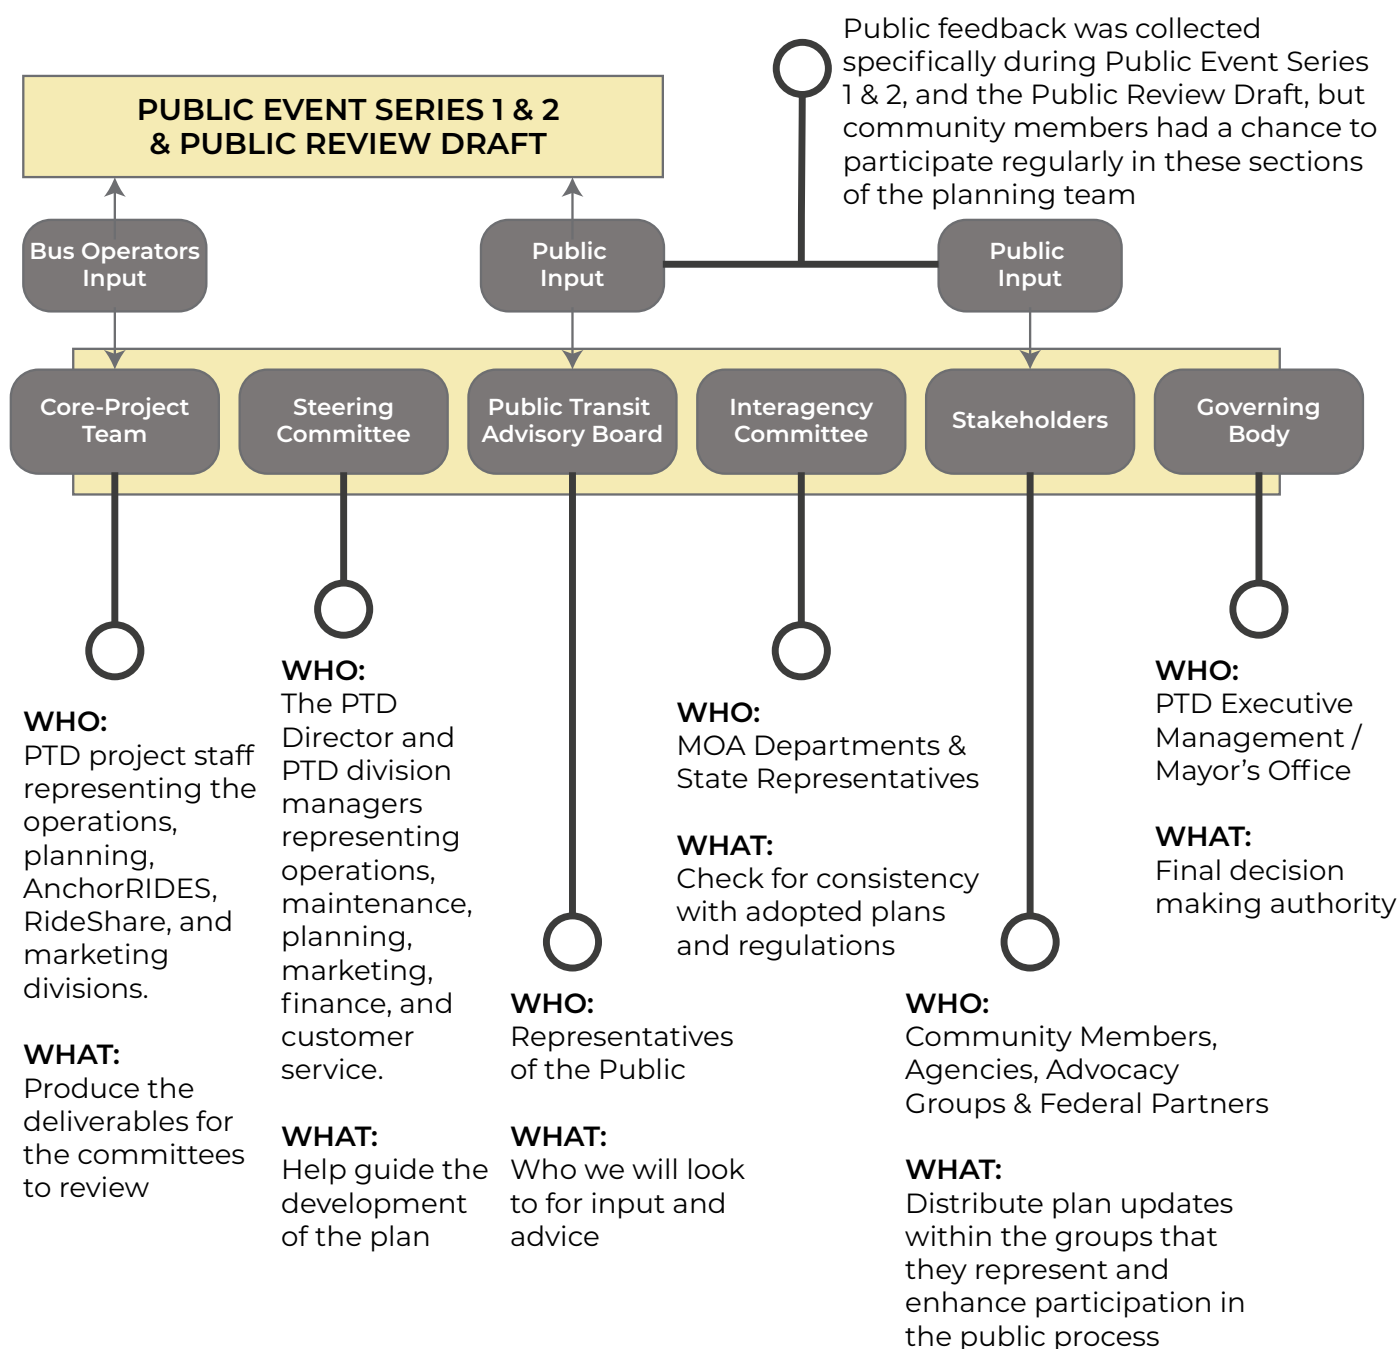 Public feedback was collected
specifically during Public Event Series
1 & 2, and the Public Review Draft, but
community members had a chance to
participate regularly in these sections
of the planning team
PUBLIC EVENT SERIES 1 & 2
& PUBLIC REVIEW DRAFT
Bus Operators
Input
Public
Input
Public
Input
Core-Project
Team
Steering
Committee
Public Transit
Advisory Board
Interagency
Committee
Stakeholders
Governing
Body
WHO:
PTD project staff
representing the
operations,
planning,
AnchorRIDES,
RideShare, and
marketing
divisions.
WHAT:
Produce the
deliverables for
the committees
to review
WHO:
The PTD
Director and
PTD division
managers
representing
operations,
maintenance,
planning,
marketing,
finance, and
customer
service.
WHAT:
Help guide the
development
of the plan
WHO:
Representatives
of the Public
WHAT:
Who we will look
to for input and
advice
WHO:
MOA Departments &
State Representatives
WHAT:
Check for consistency
with adopted plans
and regulations
WHO:
Community Members,
Agencies, Advocacy
Groups & Federal Partners
WHAT:
Distribute plan updates
within the groups that
they represent and
enhance participation in
the public process
WHO:
PTD Executive
Management /
Mayor's Office
WHAT:
Final decision
making authority